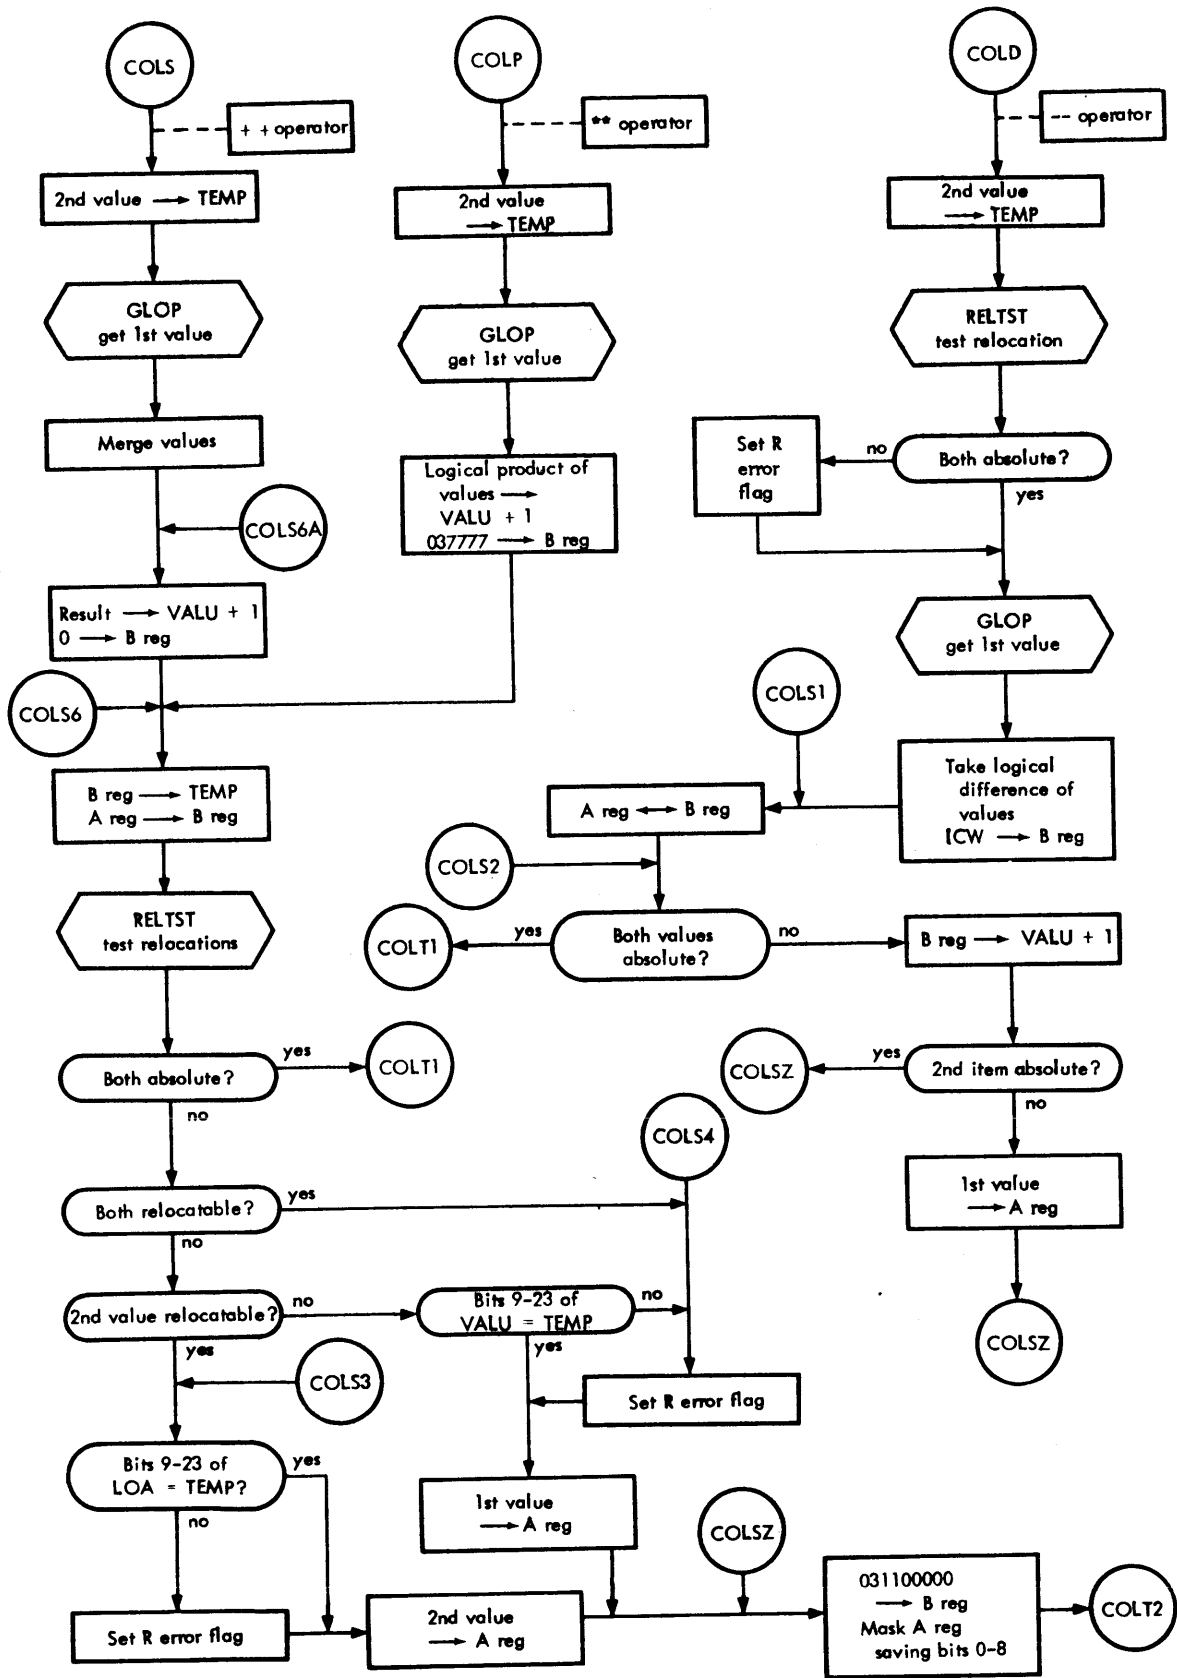 COLS
+ + operator
2nd value → TEMP
GLOP
get 1st value
Merge values
COLS6A
Result → VALU + 1
0 → B reg
COLS6
B reg → TEMP
A reg → B reg
RELTST
test relocations
Both absolute?
yes
COLT1
no
Both relocatable?
yes
no
2nd value relocatable?
no
yes
COLS3
Bits 9-23 of
LOA = TEMP?
yes
no
Set R error flag
COLP
** operator
2nd value
→ TEMP
GLOP
get 1st value
Logical product of
values →
VALU + 1
037777 → B reg
COLD
-- operator
2nd value
→ TEMP
RELTST
test relocation
Both absolute?
no
yes
Set R
error
flag
GLOP
get 1st value
COLS1
Take logical
difference of
values
ICW → B reg
A reg ↔ B reg
COLS2
Both values
absolute?
yes
COLT1
no
B reg → VALU + 1
2nd item absolute?
yes
COLSZ
no
1st value
→ A reg
COLSZ
COLS4
Bits 9-23 of
VALU = TEMP
no
yes
Set R error flag
1st value
→ A reg
2nd value
→ A reg
COLSZ
031100000
→ B reg
Mask A reg
saving bits 0-8
COLT2